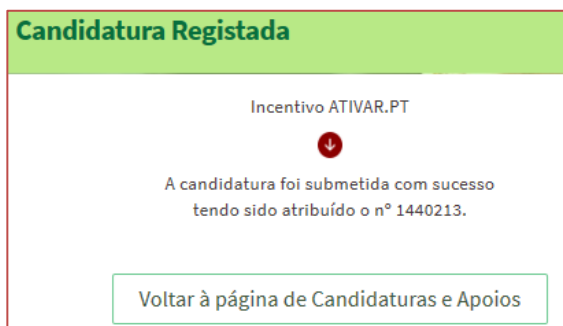 Candidatura Registada
Incentivo ATIVAR.PT
A candidatura foi submetida com sucesso
tendo sido atribuído o nº 1440213.
Voltar à página de Candidaturas e Apoios